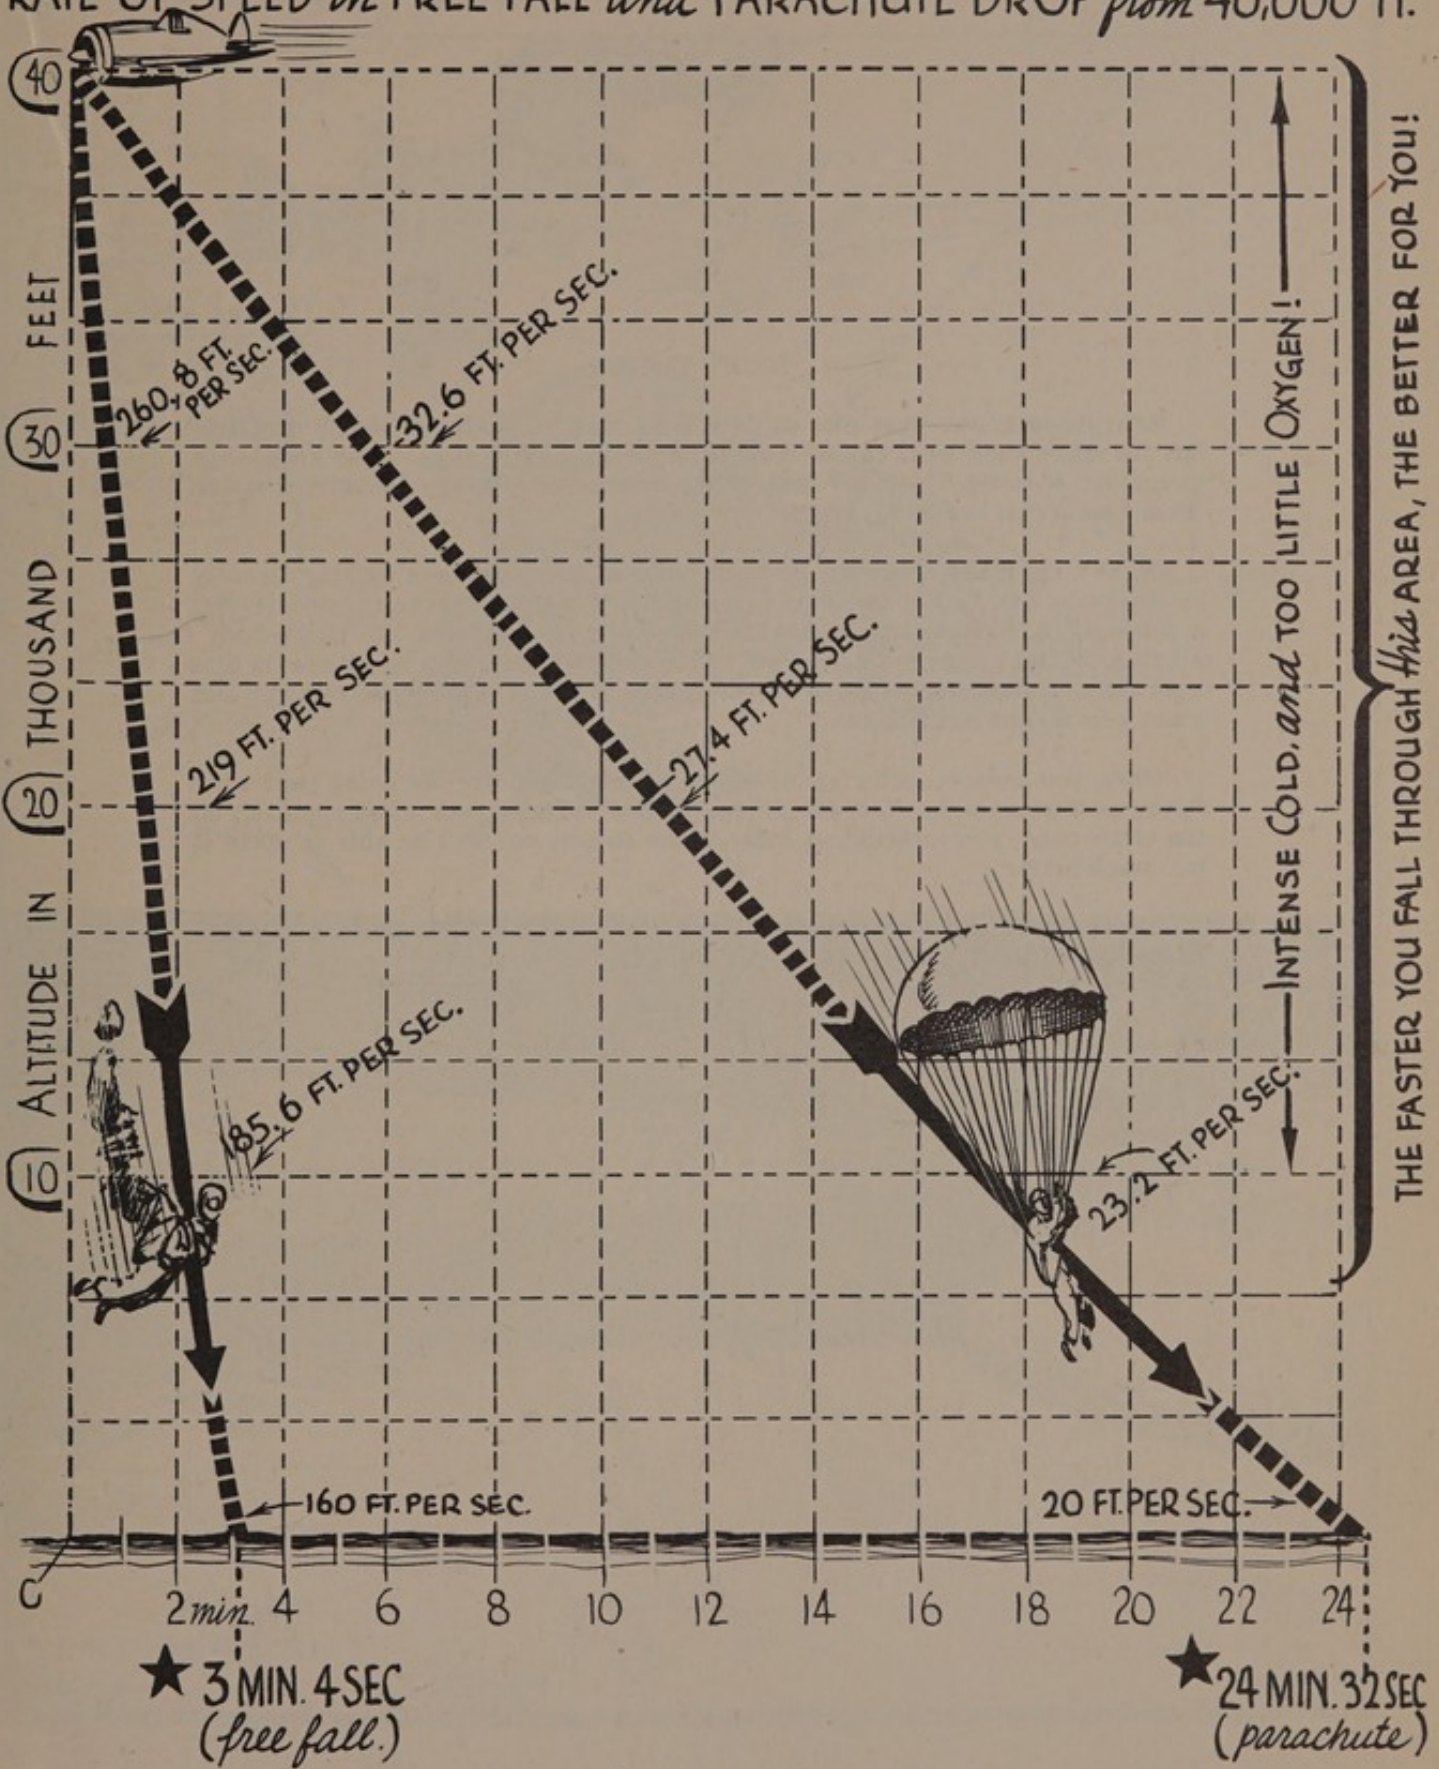 RATE OF SPEED in FREE FALL and PARACHUTE DROP from 40,000 FT.
40
30
20
10
ALTITUDE IN THOUSAND FEET
260.8 FT.
PER SEC.
32.6 FT. PER SEC.
219 FT. PER SEC.
27.4 FT. PER SEC.
185.6 FT. PER SEC.
23.2 FT. PER SEC.
160 FT. PER SEC.
20 FT. PER SEC.
INTENSE COLD, and TOO LITTLE OXYGEN!
THE FASTER YOU FALL THROUGH this AREA, THE BETTER FOR YOU!
0 2 min. 4 6 8 10 12 14 16 18 20 22 24
★ 3 MIN. 4 SEC
(free fall.)
★ 24 MIN. 32 SEC
(parachute)